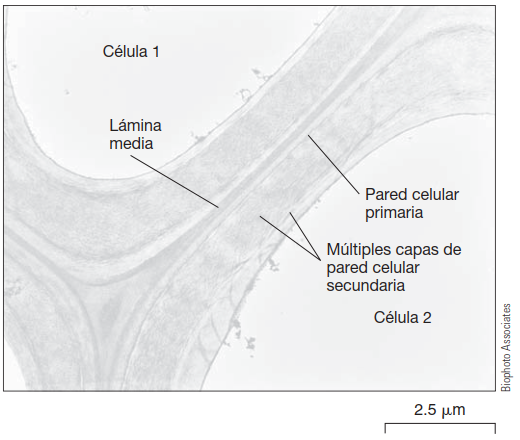 Célula 1
Lámina
media
Pared celular
primaria
Múltiples capas de
pared celular
secundaria
Célula 2
Biophoto Associates
2.5 μm